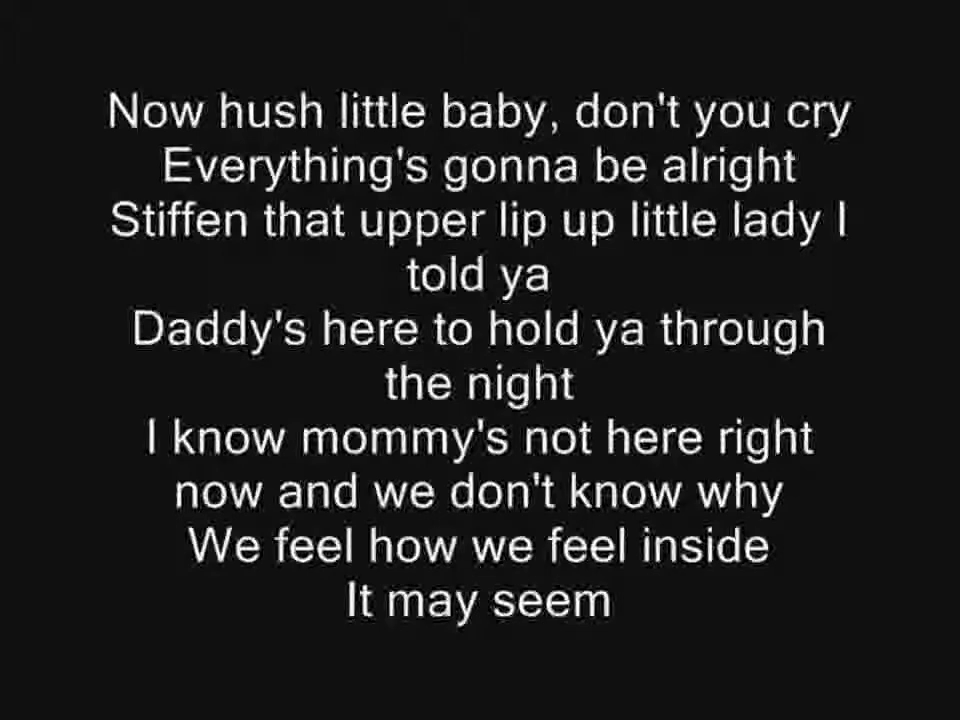 Now hush little baby, don't you cry
Everything's gonna be alright
Stiffen that upper lip up little lady I
told ya
Daddy's here to hold ya through
the night
I know mommy's not here right
now and we don't know why
We feel how we feel inside
It may seem